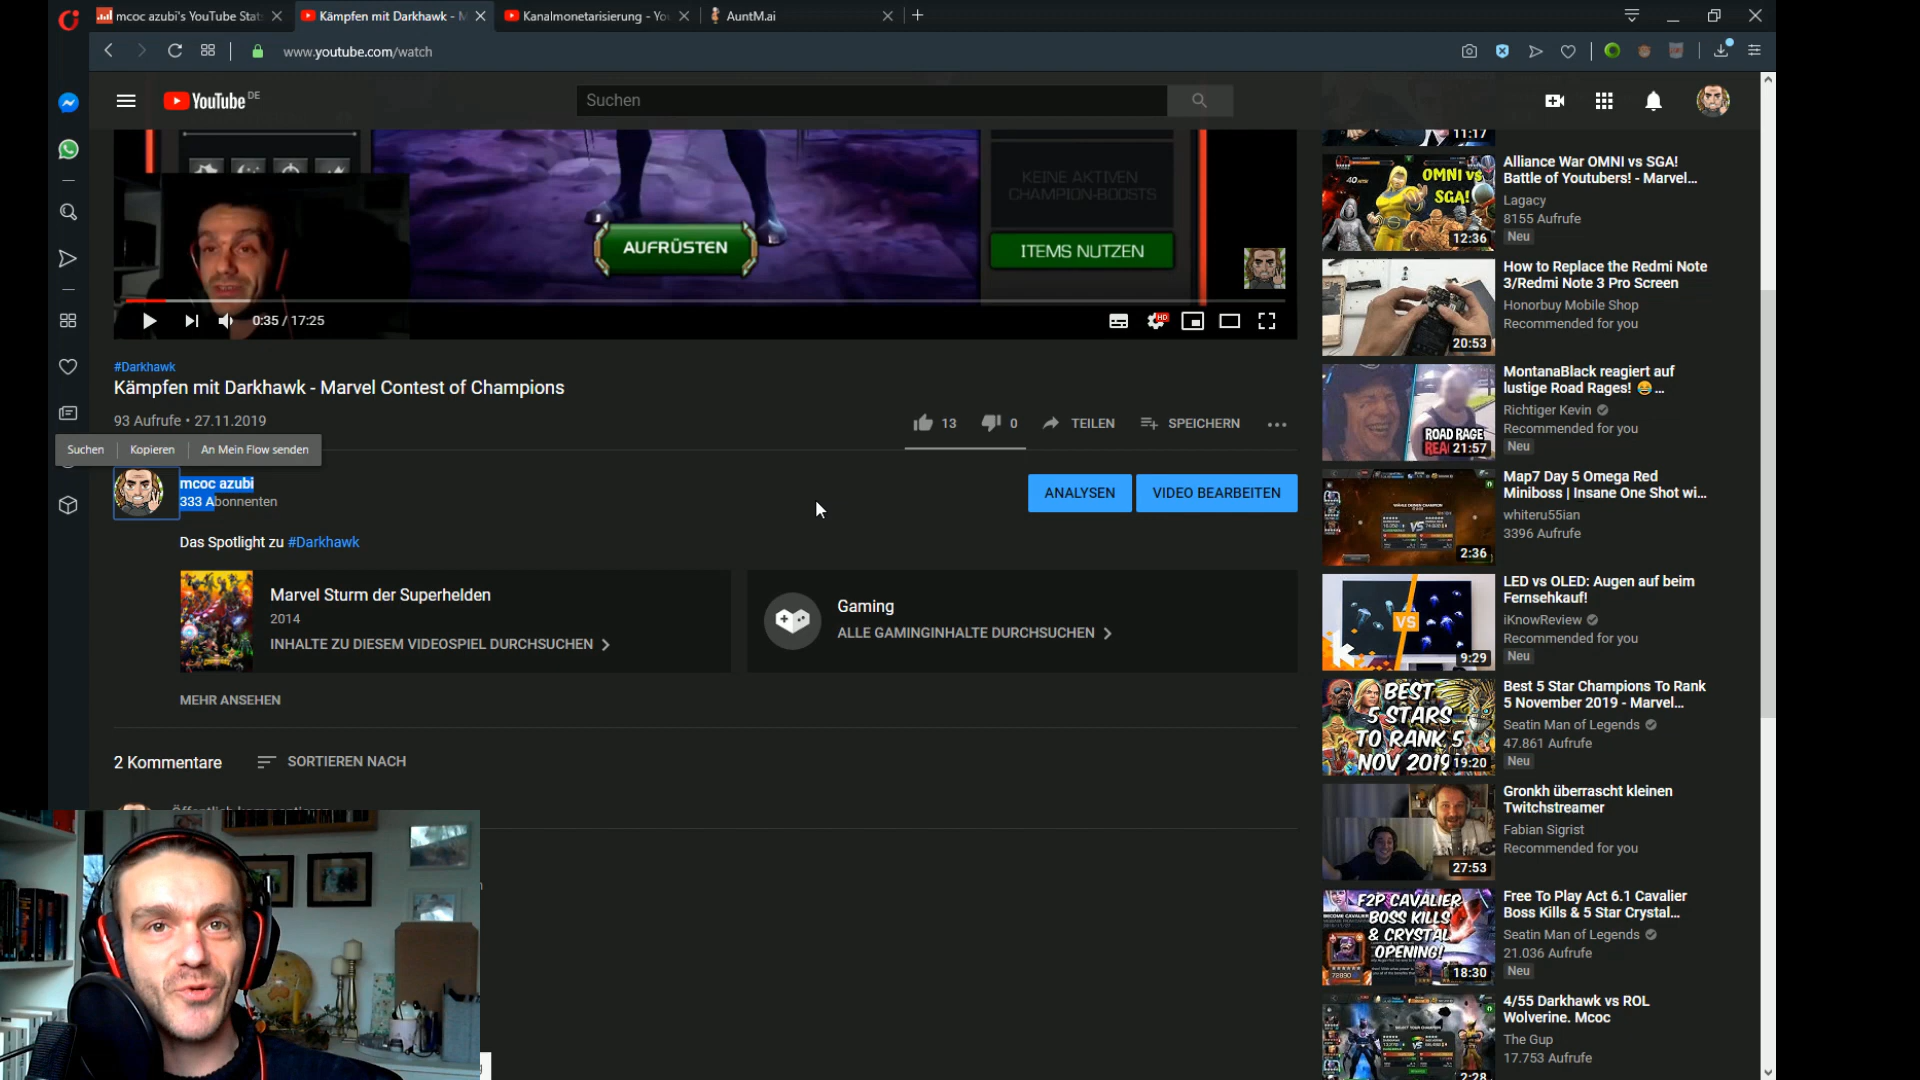 mcoc azubi's YouTube Stat
Kämpfen mit Darkhawk - M
Kanalmonetarisierung - You
AuntM.ai
www.youtube.com/watch
YouTube DE
Suchen
KEINE AKTIVEN
CHAMPION-BOOSTS
AUFRÜSTEN
ITEMS NUTZEN
0:35 / 17:25
HD
#Darkhawk
Kämpfen mit Darkhawk - Marvel Contest of Champions
93 Aufrufe • 27.11.2019
13
0
TEILEN
SPEICHERN
Suchen
Kopieren
An Mein Flow senden
mcoc azubi
333 Abonnenten
ANALYSEN
VIDEO BEARBEITEN
Das Spotlight zu #Darkhawk
Marvel Sturm der Superhelden
2014
INHALTE ZU DIESEM VIDEOSPIEL DURCHSUCHEN
Gaming
ALLE GAMINGINHALTE DURCHSUCHEN
MEHR ANSEHEN
2 Kommentare
SORTIEREN NACH
11:17
OMNI vs
SGA!
12:36
Alliance War OMNI vs SGA!
Battle of Youtubers! - Marvel...
Lagacy
8155 Aufrufe
Neu
20:53
How to Replace the Redmi Note
3/Redmi Note 3 Pro Screen
Honorbuy Mobile Shop
Recommended for you
ROAD RAGE
21:57
MontanaBlack reagiert auf
lustige Road Rages! 😂 ...
Richtiger Kevin
Recommended for you
Neu
VS
2:36
Map7 Day 5 Omega Red
Miniboss | Insane One Shot wi...
whiteru55ian
3396 Aufrufe
VS
9:29
LED vs OLED: Augen auf beim
Fernsehkauf!
iKnowReview
Recommended for you
Neu
BEST
5 STARS
TO RANK 5
NOV 2019
19:20
Best 5 Star Champions To Rank
5 November 2019 - Marvel...
Seatin Man of Legends
47.861 Aufrufe
Neu
27:53
Gronkh überrascht kleinen
Twitchstreamer
Fabian Sigrist
Recommended for you
F2P CAVALIER
BOSS KILLS
& CRYSTAL
OPENING!
18:30
Free To Play Act 6.1 Cavalier
Boss Kills & 5 Star Crystal...
Seatin Man of Legends
21.036 Aufrufe
Neu
VS
2:28
4/55 Darkhawk vs ROL
Wolverine. Mcoc
The Gup
17.753 Aufrufe